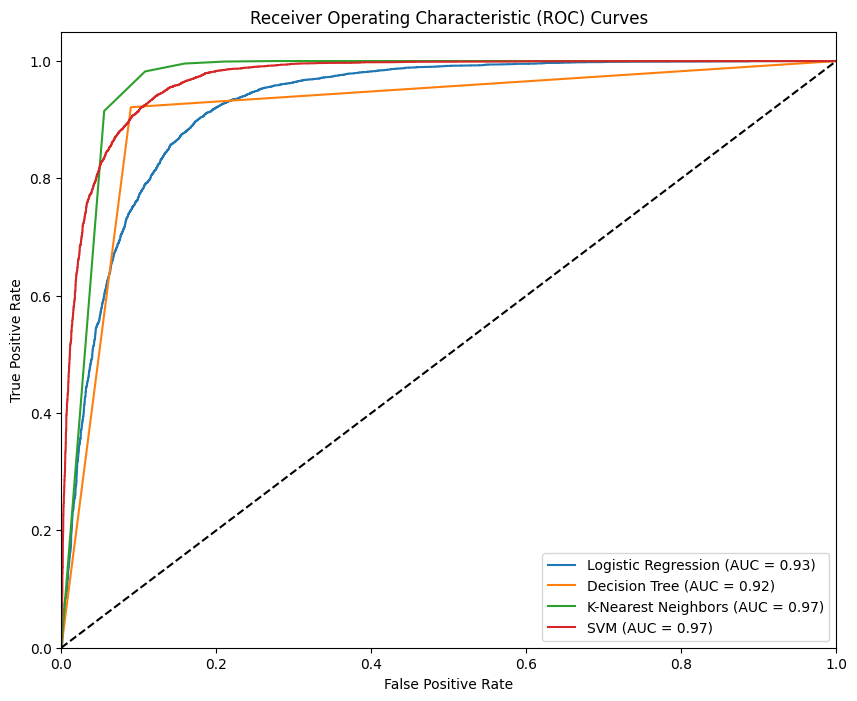 Receiver Operating Characteristic (ROC) Curves
1.0
0.8
0.6
0.4
0.2
0.0
True Positive Rate
Logistic Regression (AUC = 0.93)
Decision Tree (AUC = 0.92)
K-Nearest Neighbors (AUC = 0.97)
SVM (AUC = 0.97)
0.0 0.2 0.4 0.6 0.8 1.0
False Positive Rate